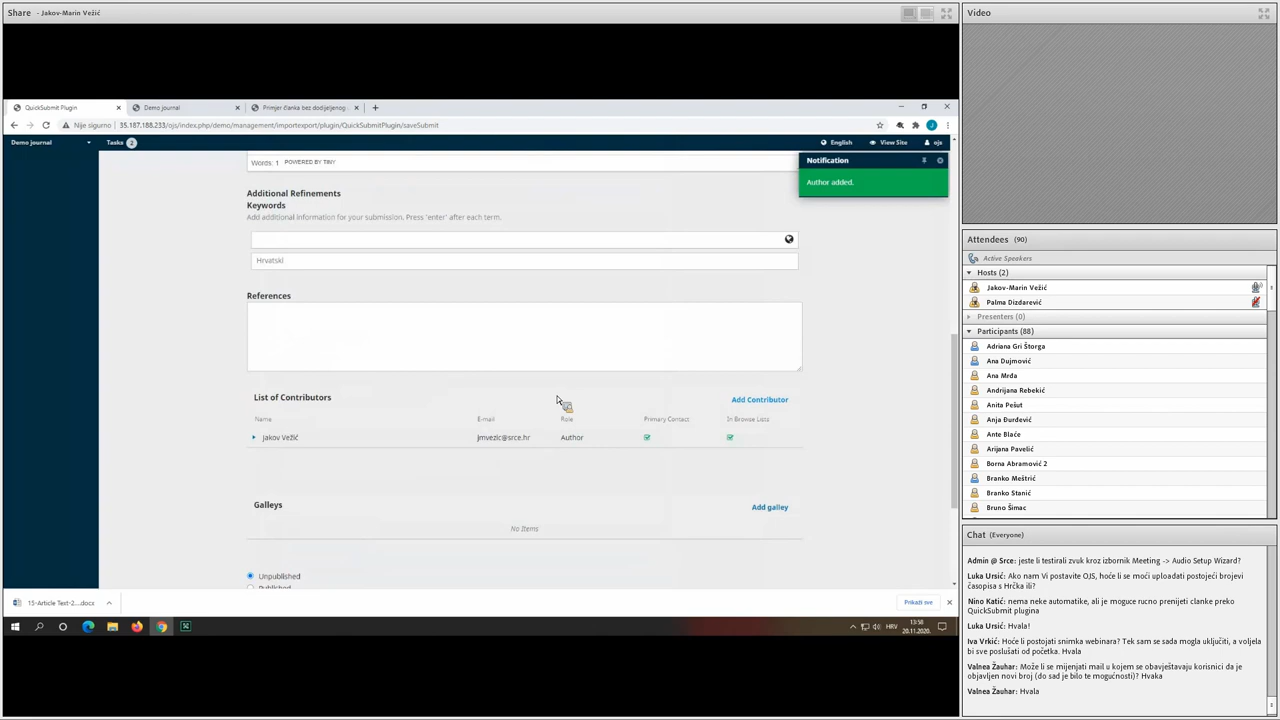 Share - Jakov-Marin Vežić
QuickSubmit Plugin
Demo journal
Primjer članka bez dodijeljenog
Nije sigurno 35.187.188.233/ojs/index.php/demo/management/importexport/plugin/QuickSubmitPlugin/saveSubmit
Demo journal
Tasks 2
English
View Site
ojs
Words: 1 POWERED BY TINY
Notification
Author added.
Additional Refinements
Keywords
Add additional information for your submission. Press 'enter' after each term.
Hrvatski
References
List of Contributors
Add Contributor
Name E-mail Role Primary Contact In Browse Lists
Jakov Vežić jmvezic@srce.hr Author
Galleys
Add galley
No Items
Unpublished
Published
15-Article Text-2....docx
Prikaži sve
HRV
13:58
20.11.2020.
Video
Attendees (90)
Active Speakers
Hosts (2)
Jakov-Marin Vežić
Palma Dizdarević
Presenters (0)
Participants (88)
Adriana Gri Štorga
Ana Dujmović
Ana Mrđa
Andrijana Rebekić
Anita Pešut
Anja Đurđević
Ante Blaće
Arijana Pavelić
Borna Abramović 2
Branko Meštrić
Branko Stanić
Bruno Šimac
Chat (Everyone)
Admin @ Srce: jeste li testirali zvuk kroz izbornik Meeting -> Audio Setup Wizard?
Luka Ursić: Ako nam Vi postavite OJS, hoće li se moći uploadati postojeći brojevi
časopisa s Hrčka ili?
Nino Katić: nema neke automatike, ali je moguce rucno prenijeti clanke preko
QuickSubmit plugina
Luka Ursić: Hvala!
Iva Vrkić: Hoće li postojati snimka webinara? Tek sam se sada mogla uključiti, a voljela
bi sve poslušati od početka. Hvala
Valnea Žauhar: Može li se mijenjati mail u kojem se obavještavaju korisnici da je
objavljen novi broj (do sad je bilo te mogućnosti)? Hvaka
Valnea Žauhar: Hvala